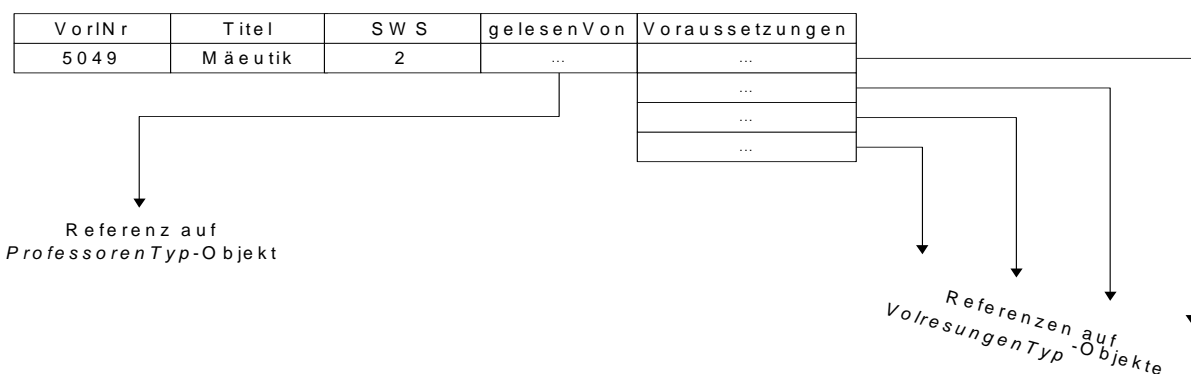 VorlNr Titel SWS gelesenVon Voraussetzungen
5049 Mäeutik 2 ... ...
...
...
...
Referenz auf
ProfessorenTyp-Objekt
Referenzen auf
VolresungenTyp-Objekte